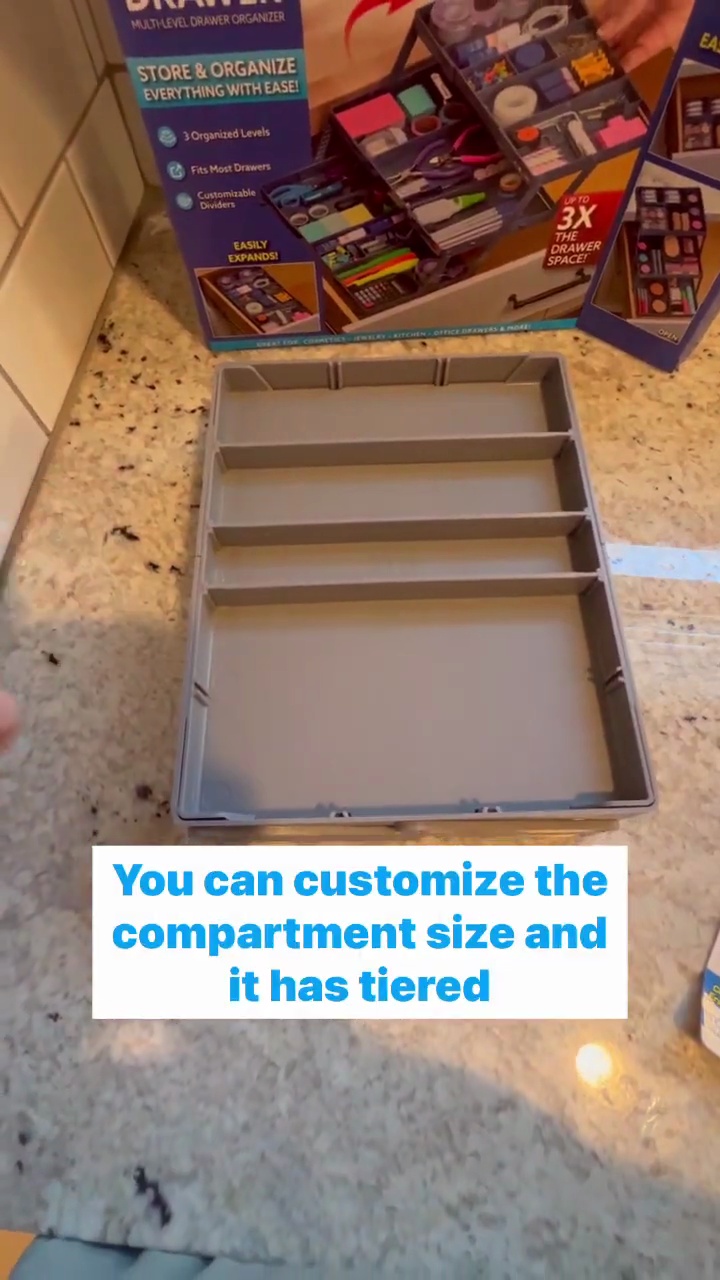 MULTI-LEVEL DRAWER ORGANIZER
STORE & ORGANIZE
EVERYTHING WITH EASE!
3 Organized Levels
Fits Most Drawers
Customizable
Dividers
EASILY
EXPANDS!
UP TO
3X
THE
DRAWER
SPACE!
GREAT FOR: COSMETICS - JEWELRY - KITCHEN - OFFICE DRAWERS & MORE!
OPEN
You can customize the
compartment size and
it has tiered